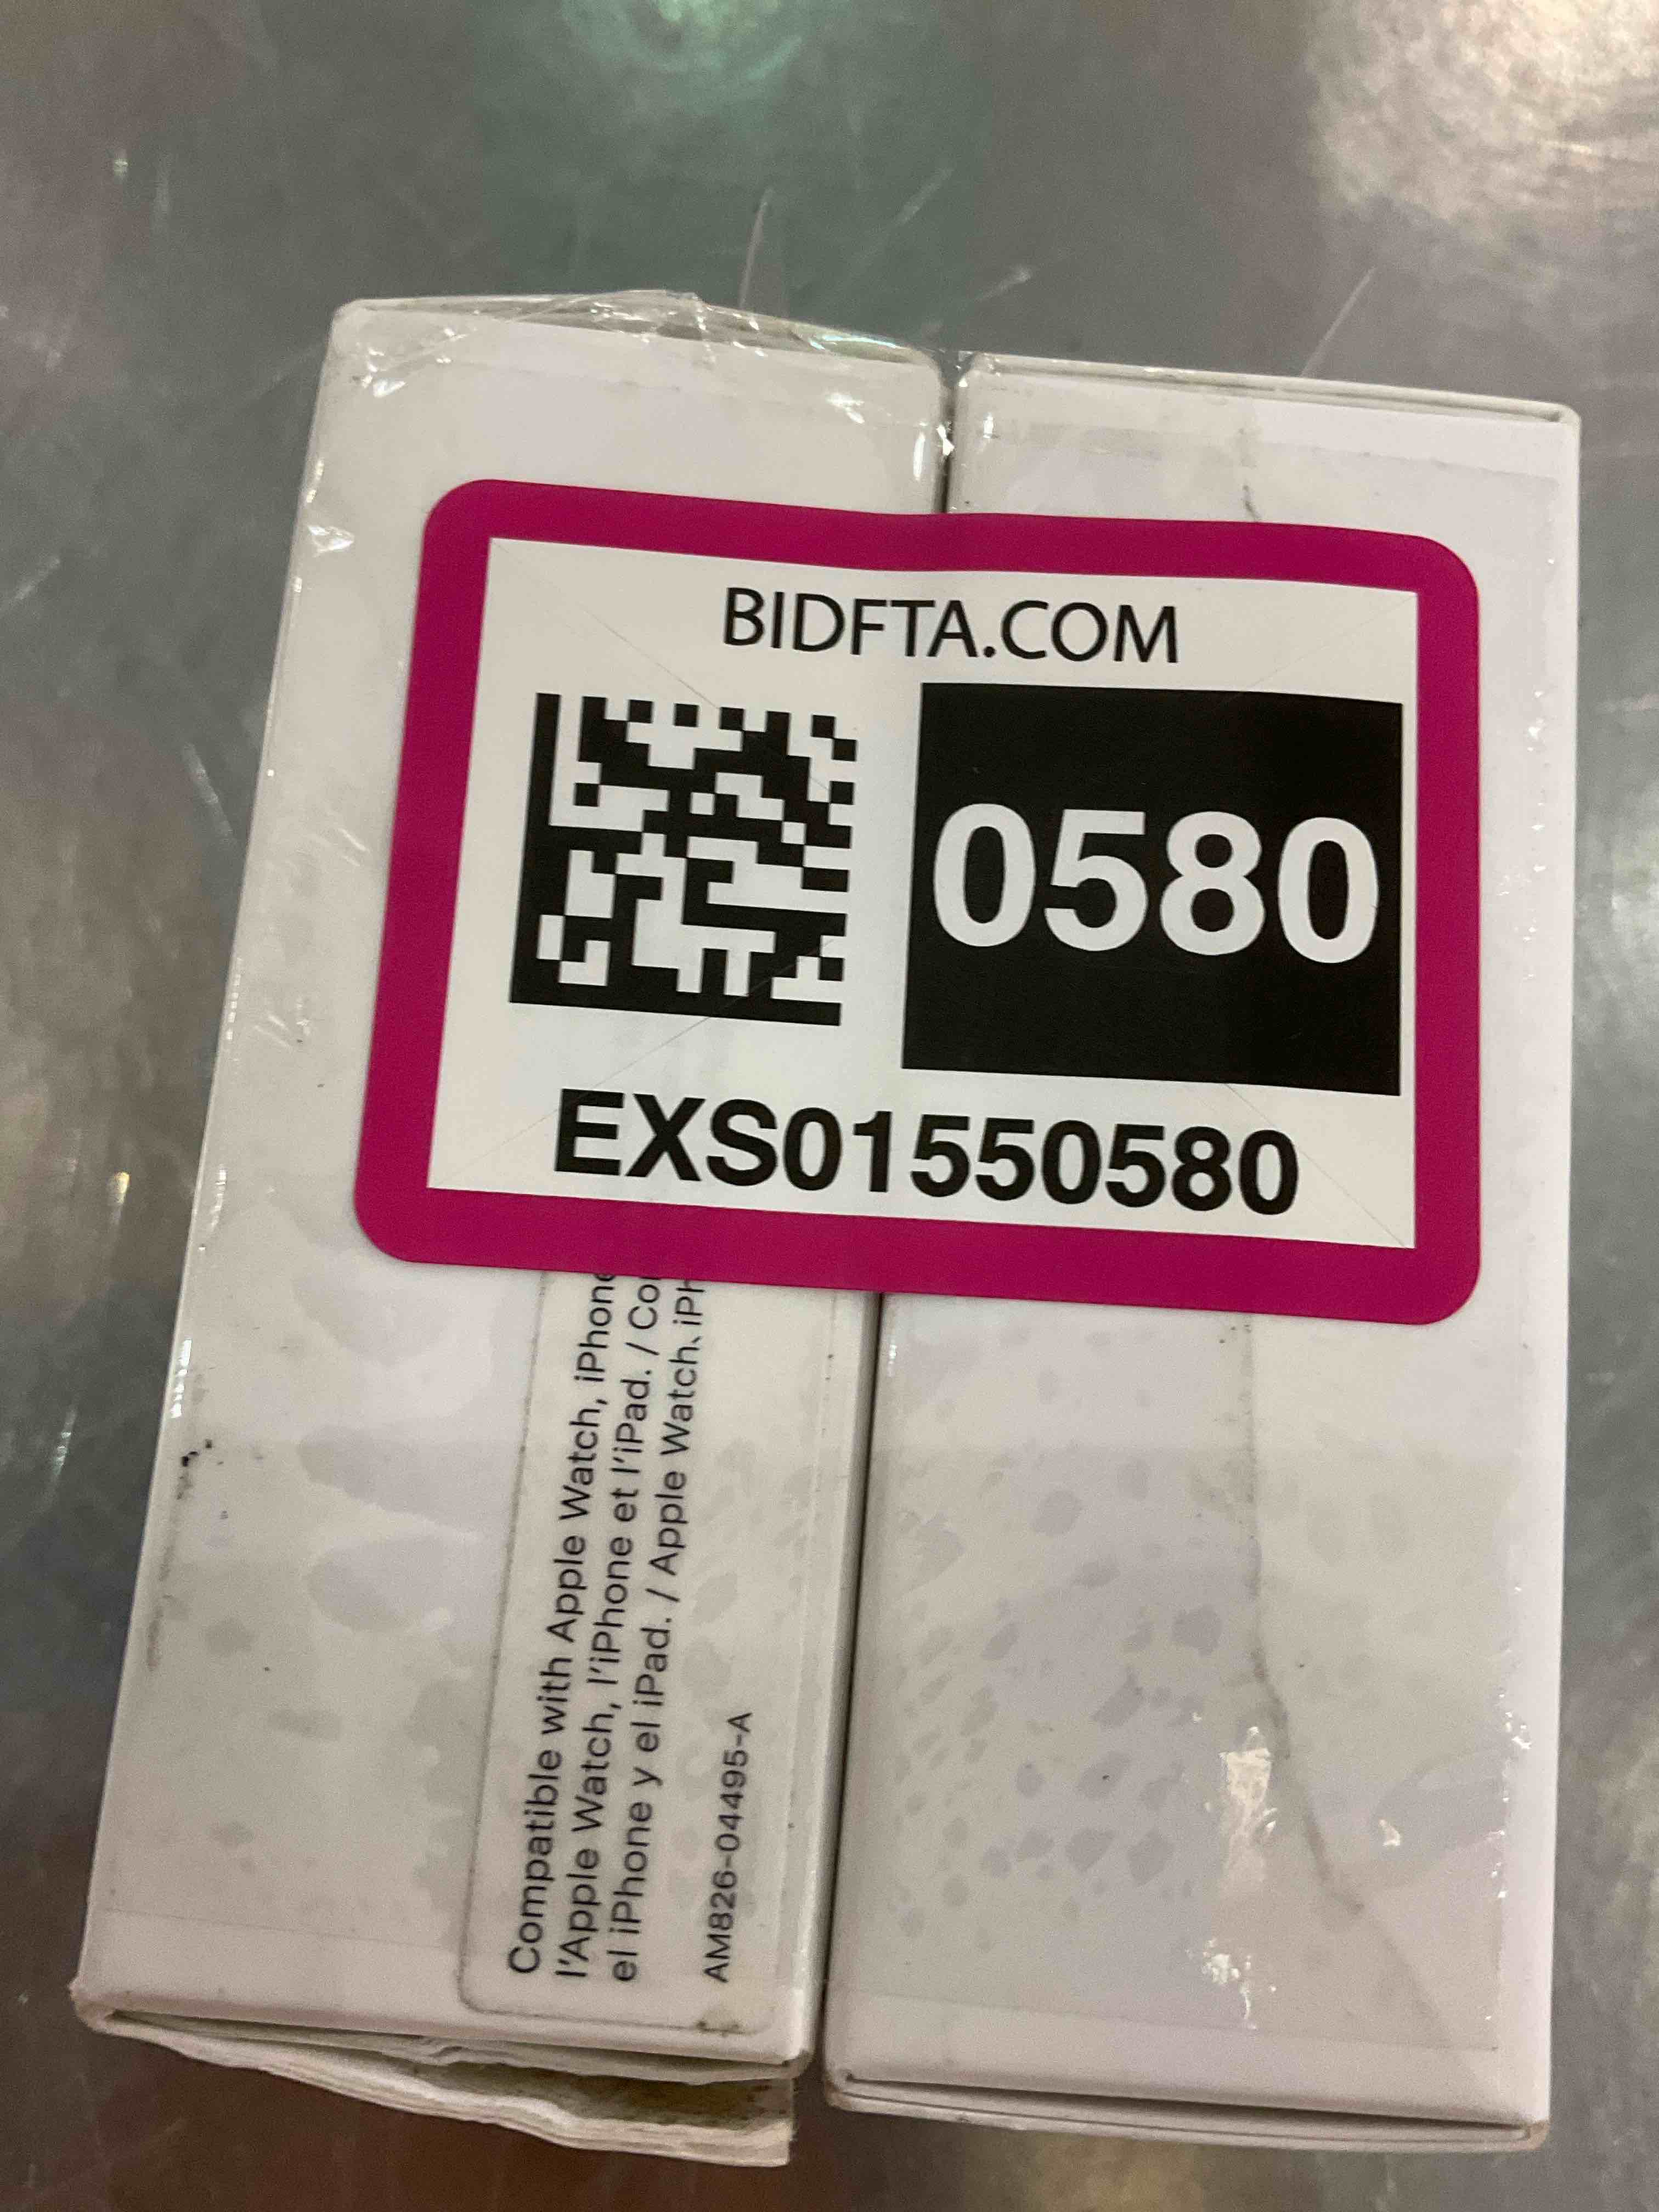 BIDFTA.COM
0580
EXS01550580
Compatible with Apple Watch, iPhone
l'Apple Watch, l'iPhone et l'iPad. / Co
el iPhone y el iPad. / Apple Watch、iPh
AM826-04495-A